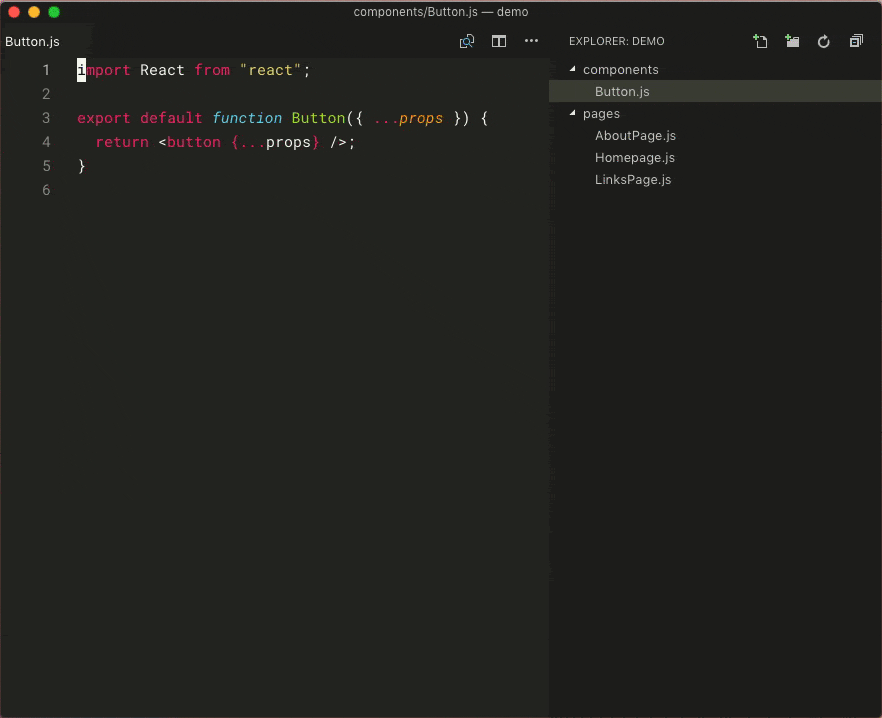 components/Button.js — demo
Button.js
1 import React from "react";
2
3 export default function Button({ ...props }) {
4   return <button {...props} />;
5 }
6
EXPLORER: DEMO
components
Button.js
pages
AboutPage.js
Homepage.js
LinksPage.js